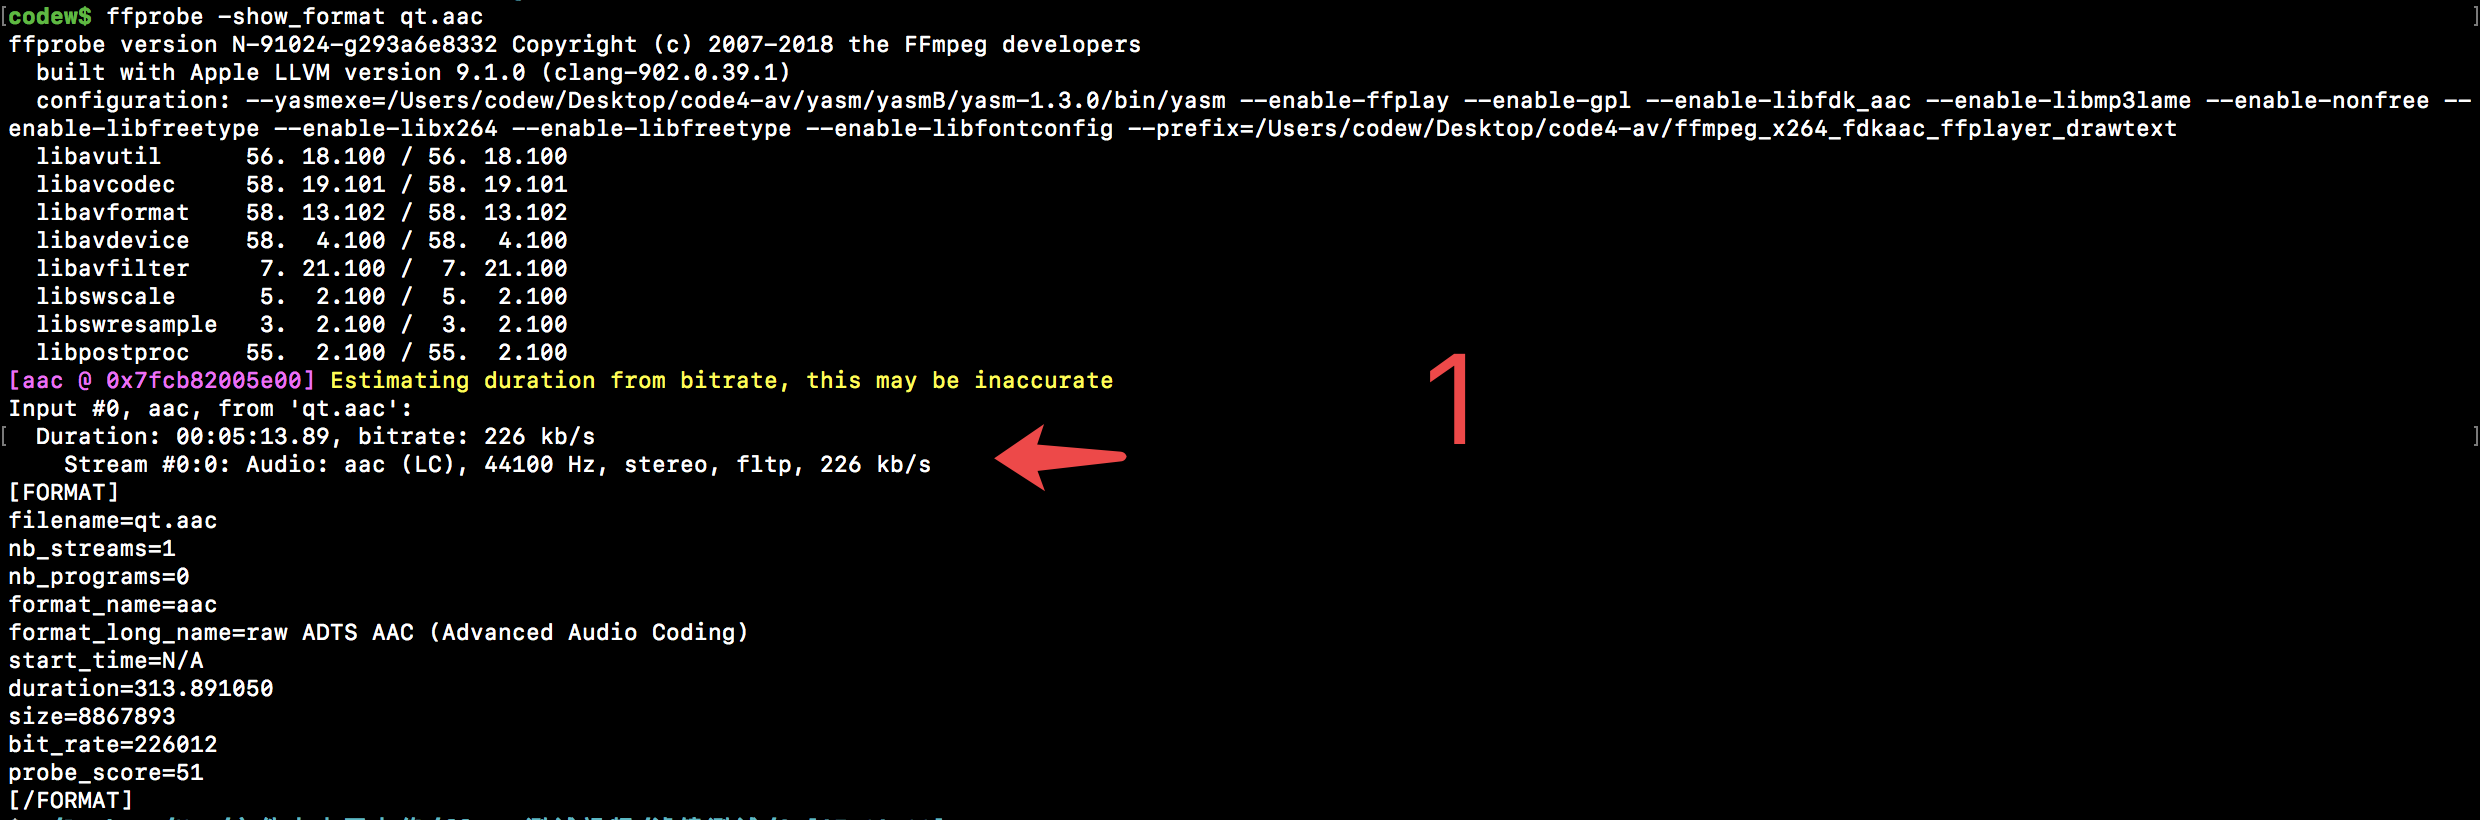 codew$ ffprobe -show_format qt.aac
ffprobe version N-91024-g293a6e8332 Copyright (c) 2007-2018 the FFmpeg developers
  built with Apple LLVM version 9.1.0 (clang-902.0.39.1)
  configuration: --yasmexe=/Users/codew/Desktop/code4-av/yasm/yasmB/yasm-1.3.0/bin/yasm --enable-ffplay --enable-gpl --enable-libfdk_aac --enable-libmp3lame --enable-nonfree --
enable-libfreetype --enable-libx264 --enable-libfreetype --enable-libfontconfig --prefix=/Users/codew/Desktop/code4-av/ffmpeg_x264_fdkaac_ffplayer_drawtext
  libavutil      56. 18.100 / 56. 18.100
  libavcodec     58. 19.101 / 58. 19.101
  libavformat    58. 13.102 / 58. 13.102
  libavdevice    58.  4.100 / 58.  4.100
  libavfilter     7. 21.100 /  7. 21.100
  libswscale      5.  2.100 /  5.  2.100
  libswresample   3.  2.100 /  3.  2.100
  libpostproc    55.  2.100 / 55.  2.100
[aac @ 0x7fcb82005e00] Estimating duration from bitrate, this may be inaccurate
Input #0, aac, from 'qt.aac':
  Duration: 00:05:13.89, bitrate: 226 kb/s
    Stream #0:0: Audio: aac (LC), 44100 Hz, stereo, fltp, 226 kb/s
1
[FORMAT]
filename=qt.aac
nb_streams=1
nb_programs=0
format_name=aac
format_long_name=raw ADTS AAC (Advanced Audio Coding)
start_time=N/A
duration=313.891050
size=8867893
bit_rate=226012
probe_score=51
[/FORMAT]